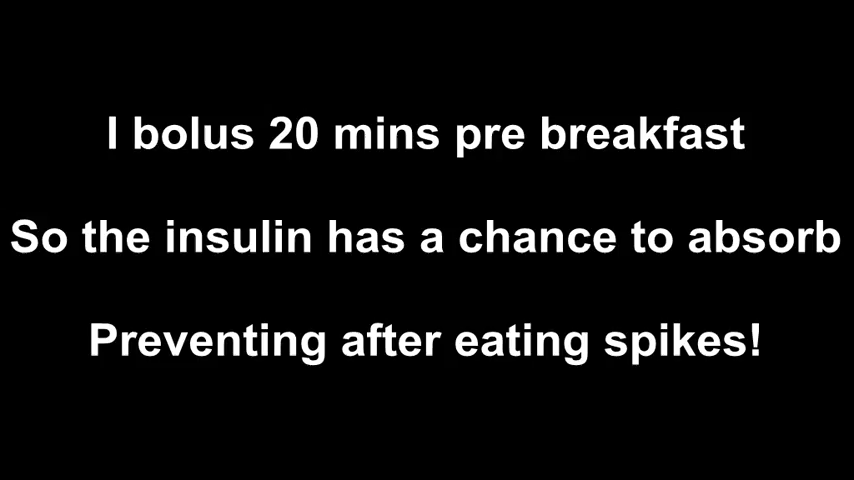 I bolus 20 mins pre breakfast
So the insulin has a chance to absorb
Preventing after eating spikes!